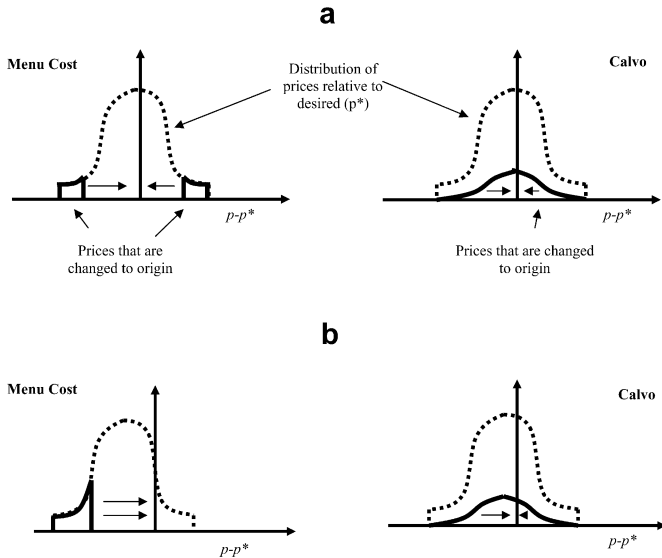 a
Menu Cost
Calvo
Distribution of
prices relative to
desired (p*)
p-p*
p-p*
Prices that are
changed to origin
Prices that are changed
to origin
b
Menu Cost
Calvo
p-p*
p-p*